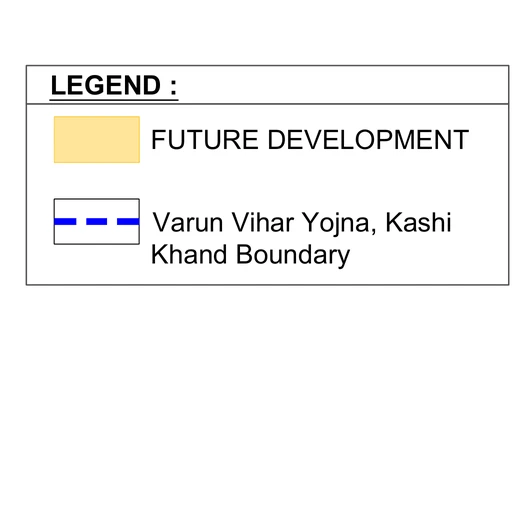 LEGEND :
FUTURE DEVELOPMENT
Varun Vihar Yojna, Kashi
Khand Boundary